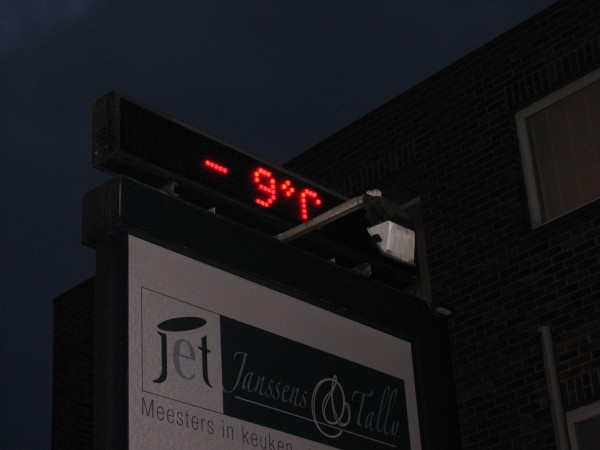 - 9°C
jet
Janssens & Tally
Meesters in keuken